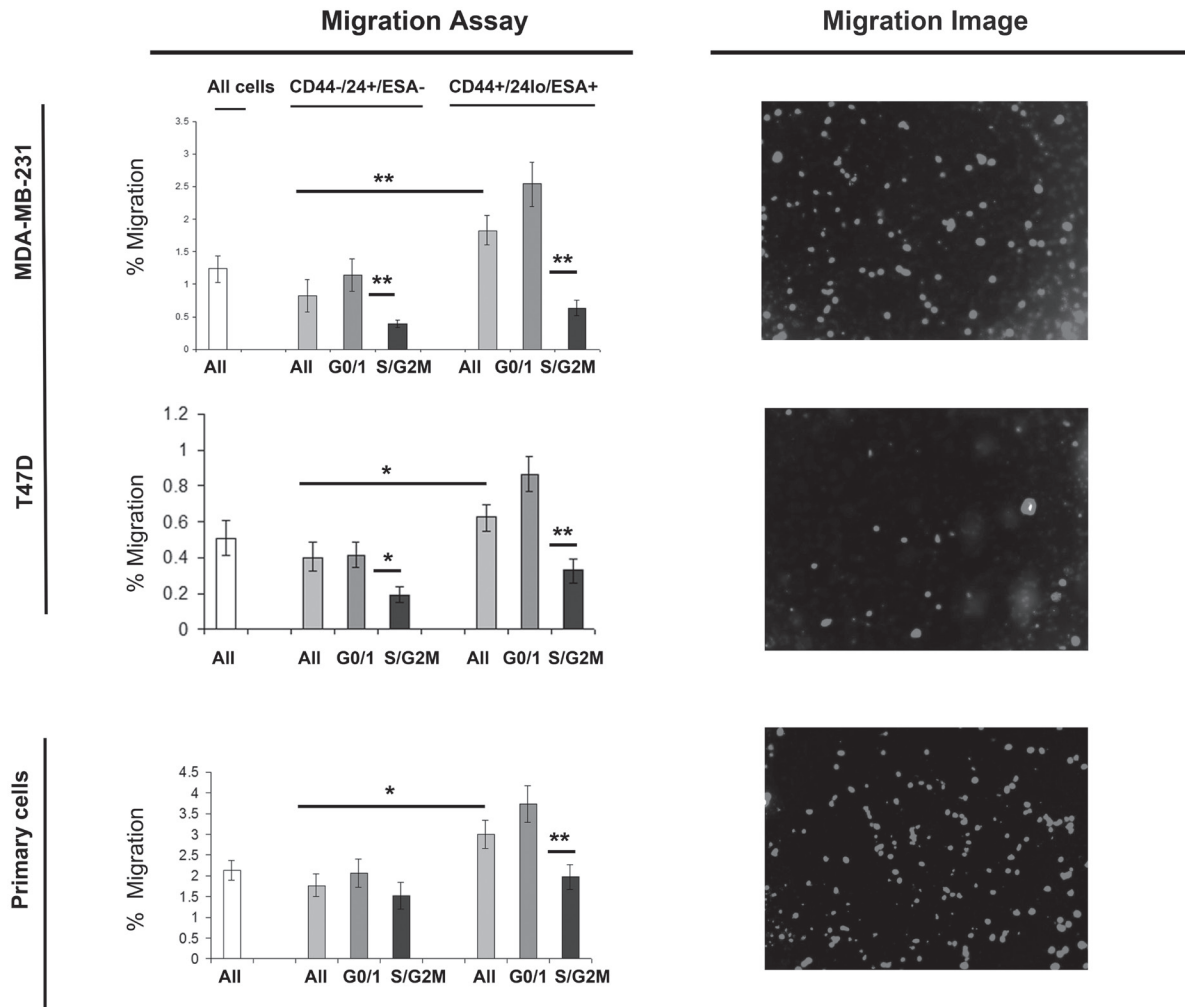 Migration Assay
Migration Image
All cells
CD44-/24+/ESA-
CD44+/24lo/ESA+
MDA-MB-231
% Migration
3.5
3
2.5
2
1.5
1
0.5
0
**
**
**
All
All G0/1 S/G2M
All G0/1 S/G2M
T47D
% Migration
1.2
1
0.8
0.6
0.4
0.2
0
*
*
**
All
All G0/1 S/G2M
All G0/1 S/G2M
Primary cells
% Migration
4.5
4
3.5
3
2.5
2
1.5
1
0.5
0
*
**
All
All G0/1 S/G2M
All G0/1 S/G2M